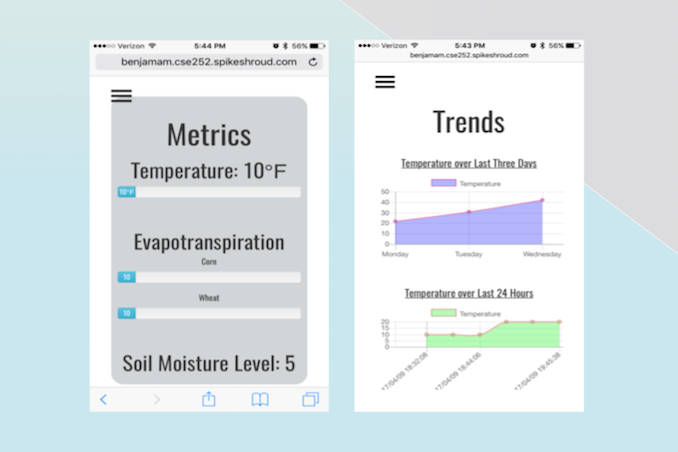 Verizon 5:44 PM 56%
benjamam.cse252.spikeshroud.com
Metrics
Temperature: 10°F
10°F
Evapotranspiration
Corn
10
Wheat
10
Soil Moisture Level: 5
Verizon 5:43 PM 56%
benjamam.cse252.spikeshroud.com
Trends
Temperature over Last Three Days
Temperature
50
40
30
20
10
0
Monday Tuesday Wednesday
Temperature over Last 24 Hours
Temperature
20
15
10
5
0
17/04/09 18:32:08 17/04/09 18:44:06 17/04/09 19:45:38